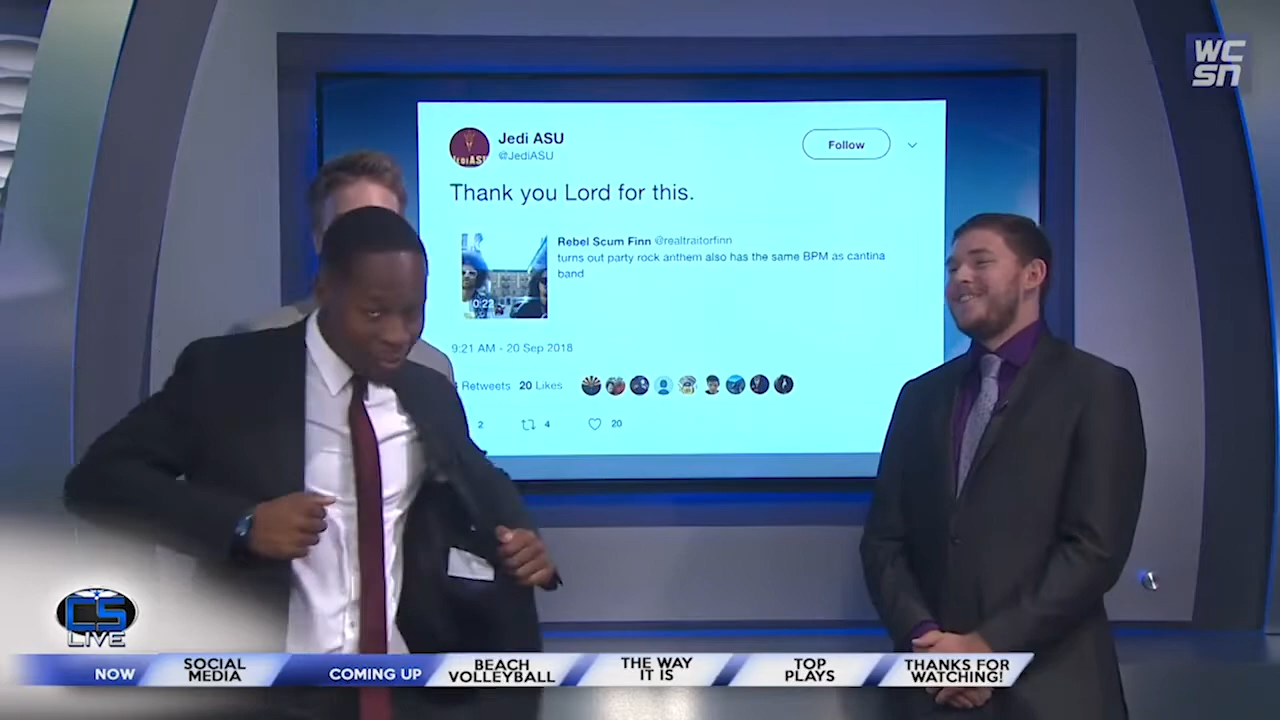 WCSN
Jedi ASU
@JediASU
Follow
Thank you Lord for this.
Rebel Scum Finn @realtraitorfinn
turns out party rock anthem also has the same BPM as cantina
band
0:22
9:21 AM - 20 Sep 2018
Retweets 20 Likes
2 4 20
CS
LIVE
NOW
SOCIAL
MEDIA
COMING UP
BEACH
VOLLEYBALL
THE WAY
IT IS
TOP
PLAYS
THANKS FOR
WATCHING!